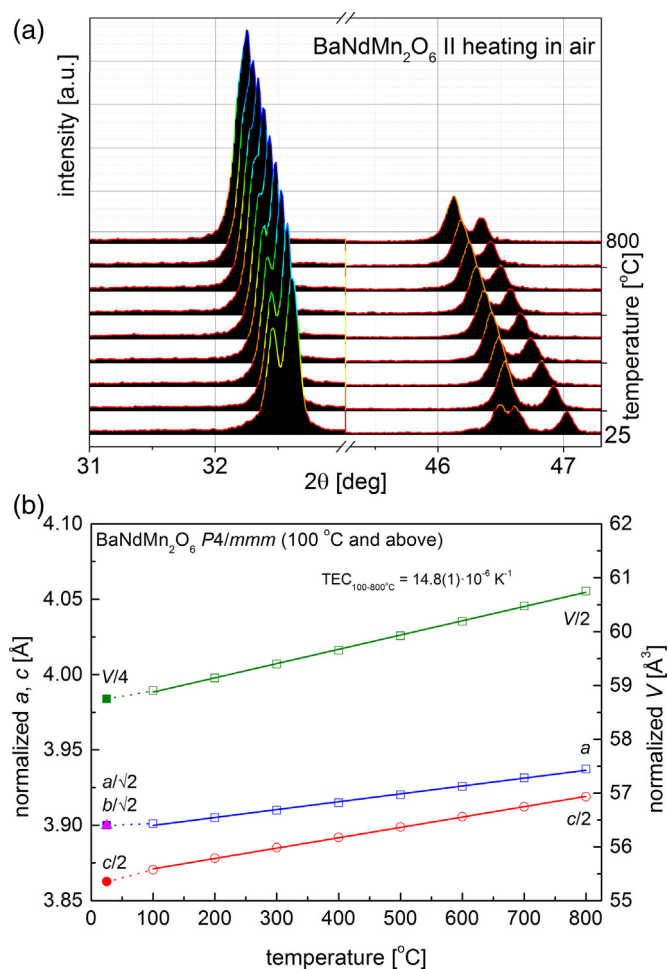 (a)
BaNdMn₂O₆ II heating in air
intensity [a.u.]
800
temperature [°C]
25
31 32 46 47
2θ [deg]
(b)
4.10
4.05
4.00
3.95
3.90
3.85
normalized a, c [Å]
BaNdMn₂O₆ P4/mmm (100 °C and above)
TEC₁₀₀₋₈₀₀°C = 14.8(1)·10⁻⁶ K⁻¹
V/4
V/2
a/√2
b/√2
a
c/2
c/2
62
61
60
59
58
57
56
55
normalized V [Å³]
0 100 200 300 400 500 600 700 800
temperature [°C]